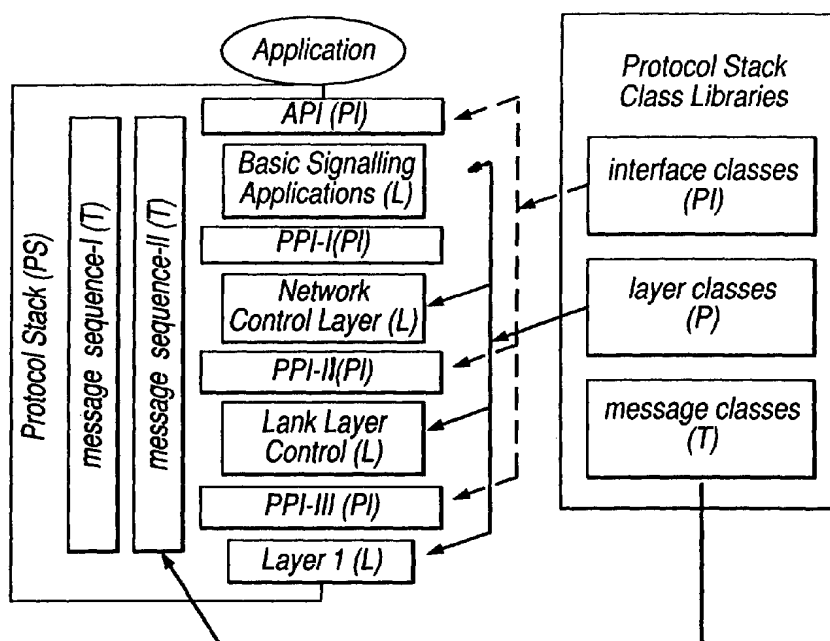 Application
Protocol Stack (PS)
message sequence-I (T)
message sequence-II (T)
API (PI)
Basic Signalling
Applications (L)
PPI-I(PI)
Network
Control Layer (L)
PPI-II(PI)
Lank Layer
Control (L)
PPI-III (PI)
Layer 1 (L)
Protocol Stack
Class Libraries
interface classes
(PI)
layer classes
(P)
message classes
(T)